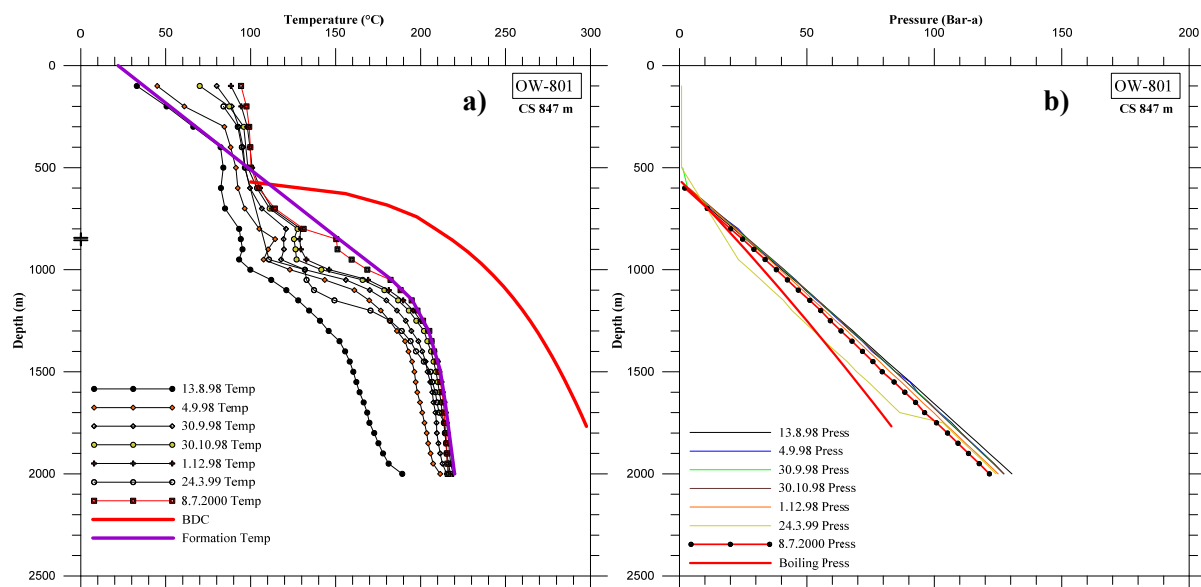 Temperature (°C)
0 50 100 150 200 250 300
0
500
1000
1500
2000
2500
Depth (m)
OW-801
CS 847 m
a)
13.8.98 Temp
4.9.98 Temp
30.9.98 Temp
30.10.98 Temp
1.12.98 Temp
24.3.99 Temp
8.7.2000 Temp
BDC
Formation Temp
Pressure (Bar-a)
0 50 100 150 200
0
500
1000
1500
2000
2500
Depth (m)
OW-801
CS 847 m
b)
13.8.98 Press
4.9.98 Press
30.9.98 Press
30.10.98 Press
1.12.98 Press
24.3.99 Press
8.7.2000 Press
Boiling Press